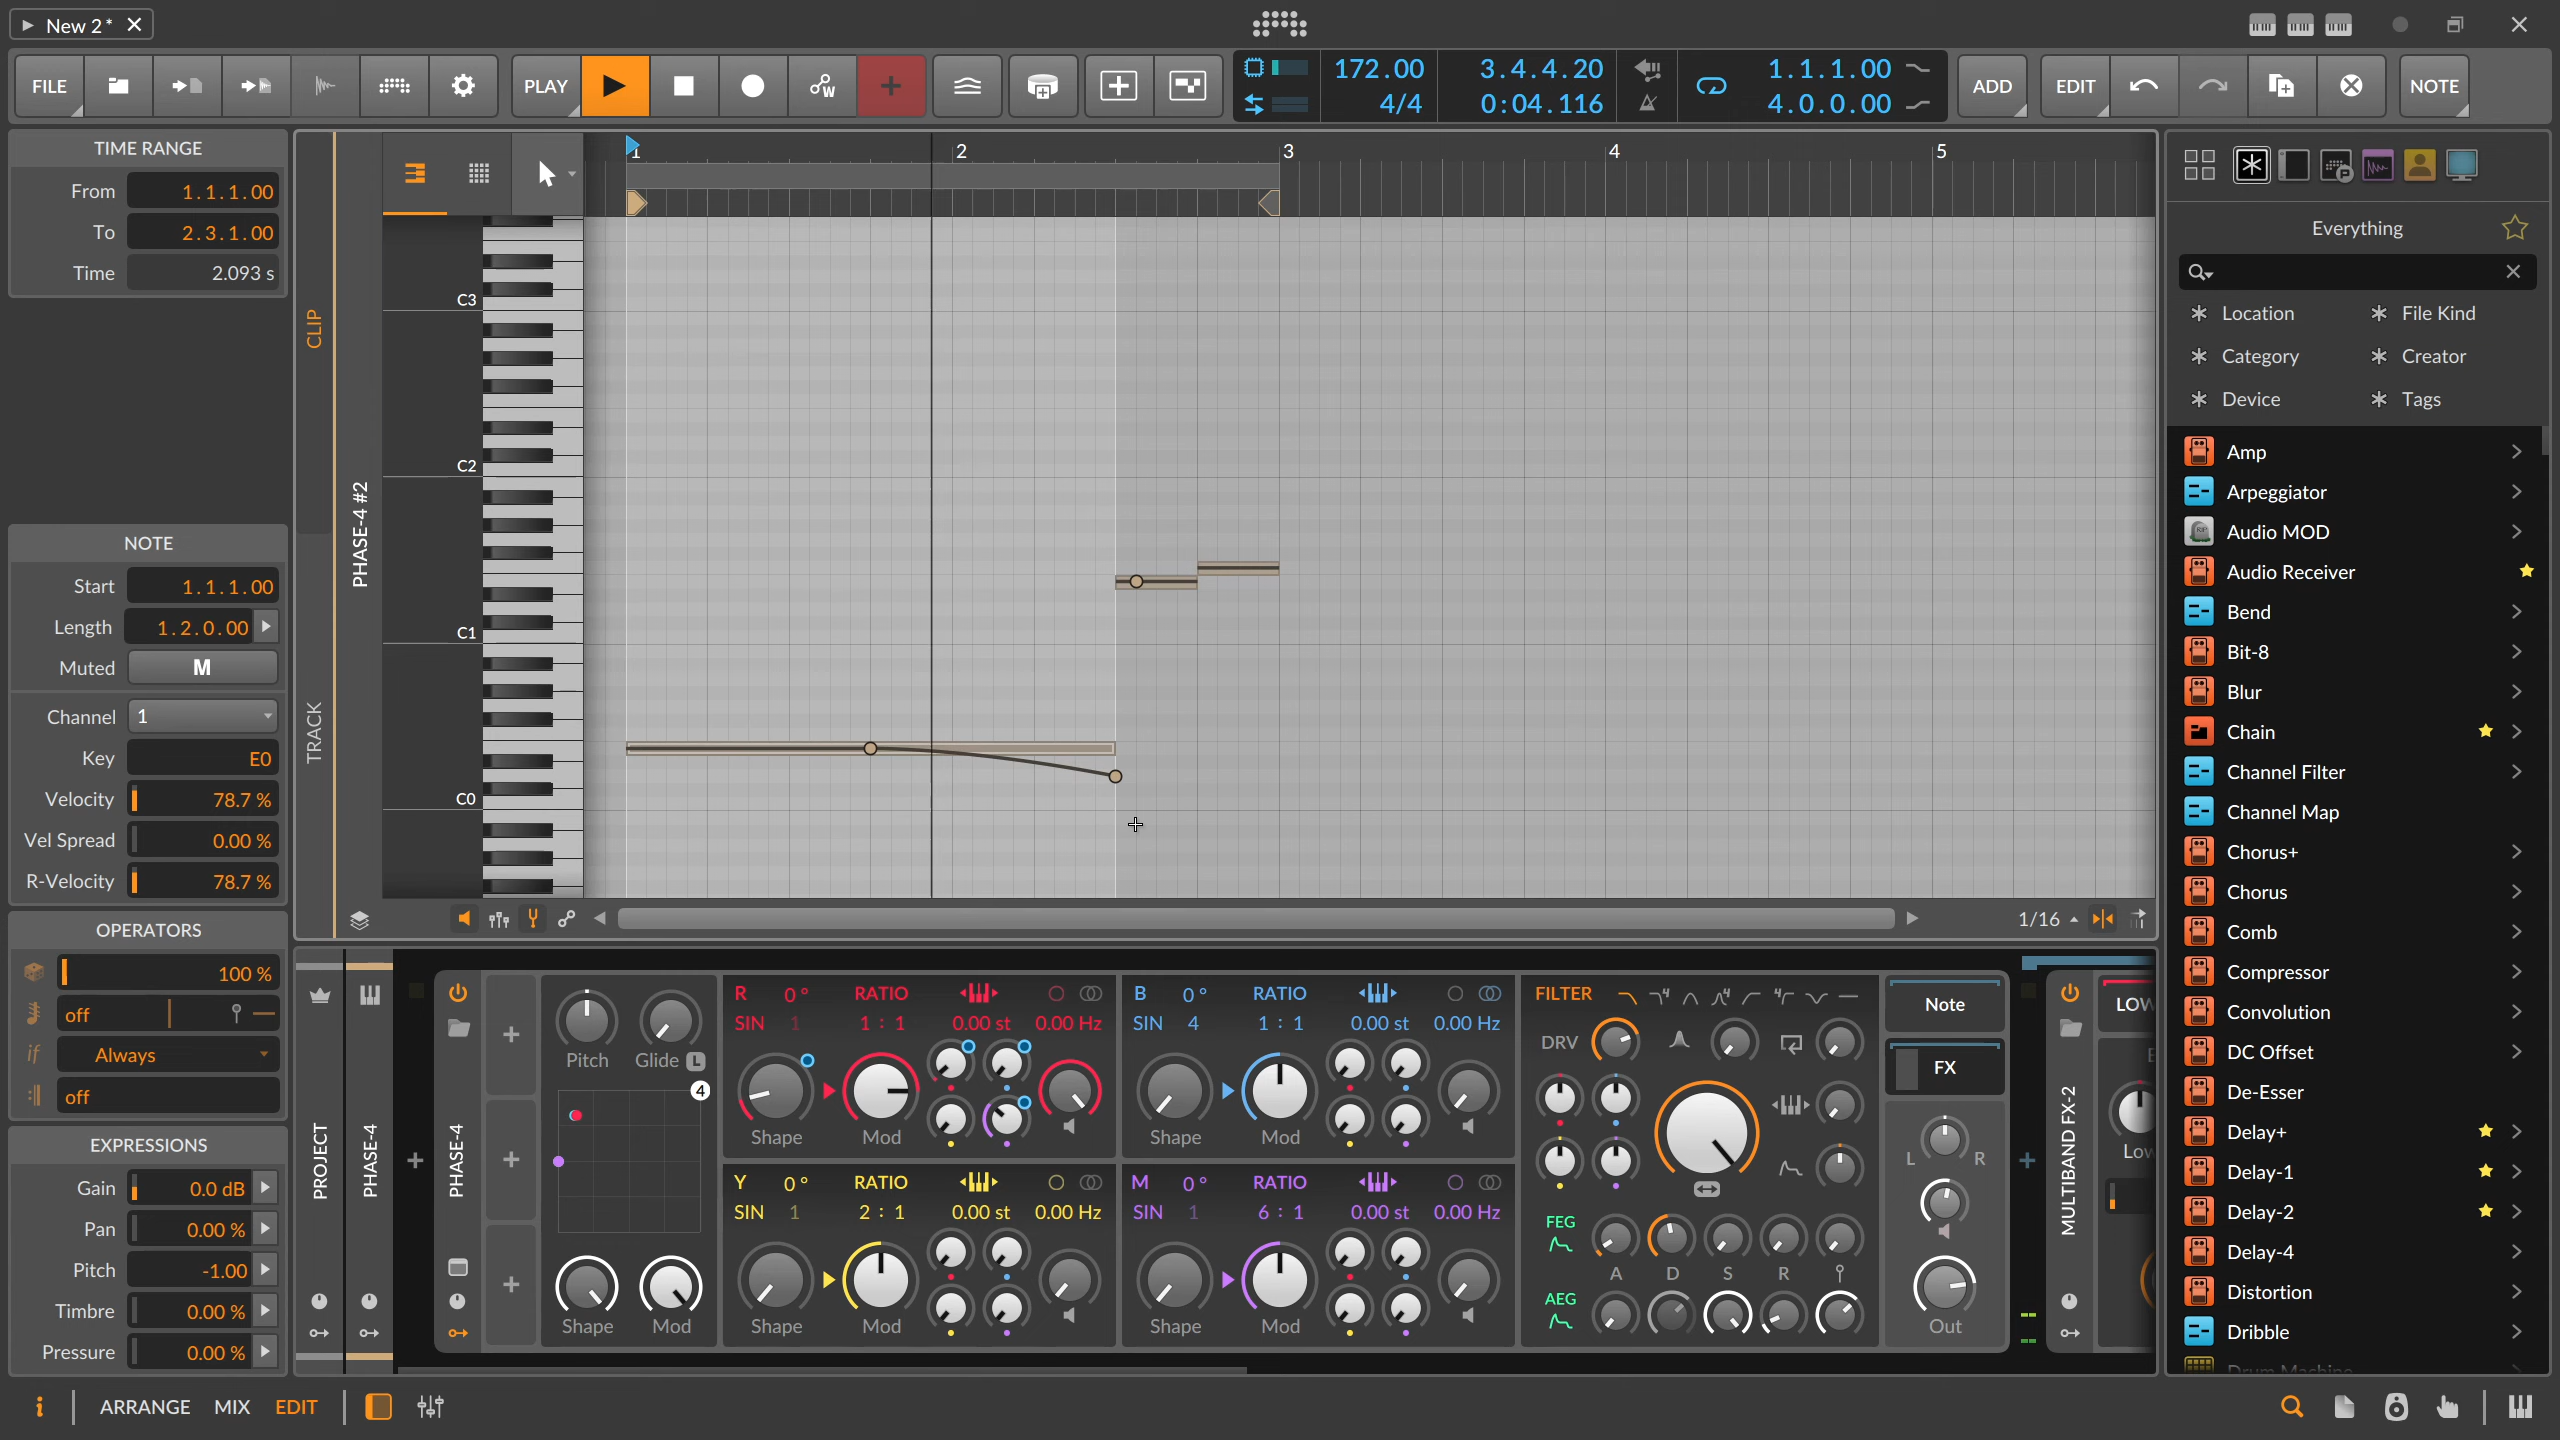 New 2*
FILE
PLAY
172.00
4/4
3.4.4.20
0:04.116
1.1.1.00
4.0.0.00
ADD
EDIT
NOTE
TIME RANGE
From 1.1.1.00
To 2.3.1.00
Time 2.093 s
NOTE
Start 1.1.1.00
Length 1.2.0.00
Muted M
Channel 1
Key E0
Velocity 78.7 %
Vel Spread 0.00 %
R-Velocity 78.7 %
OPERATORS
100 %
off
if Always
off
EXPRESSIONS
Gain 0.0 dB
Pan 0.00 %
Pitch -1.00
Timbre 0.00 %
Pressure 0.00 %
CLIP
TRACK
PHASE-4 #2
1 2 3 4 5
C3
C2
C1
C0
1/16
PROJECT
PHASE-4
PHASE-4
Pitch Glide L
4
Shape Mod
R 0° RATIO
SIN 1 1 : 1 0.00 st 0.00 Hz
Shape Mod
B 0° RATIO
SIN 4 1 : 1 0.00 st 0.00 Hz
Shape Mod
Y 0° RATIO
SIN 1 2 : 1 0.00 st 0.00 Hz
Shape Mod
M 0° RATIO
SIN 1 6 : 1 0.00 st 0.00 Hz
Shape Mod
FILTER
DRV
FEG
A D S R
AEG
Note
FX
L R
Out
MULTIBAND FX-2
LOW
Low
Everything
Location File Kind
Category Creator
Device Tags
Amp
Arpeggiator
Audio MOD
Audio Receiver
Bend
Bit-8
Blur
Chain
Channel Filter
Channel Map
Chorus+
Chorus
Comb
Compressor
Convolution
DC Offset
De-Esser
Delay+
Delay-1
Delay-2
Delay-4
Distortion
Dribble
Drum Machine
i ARRANGE MIX EDIT